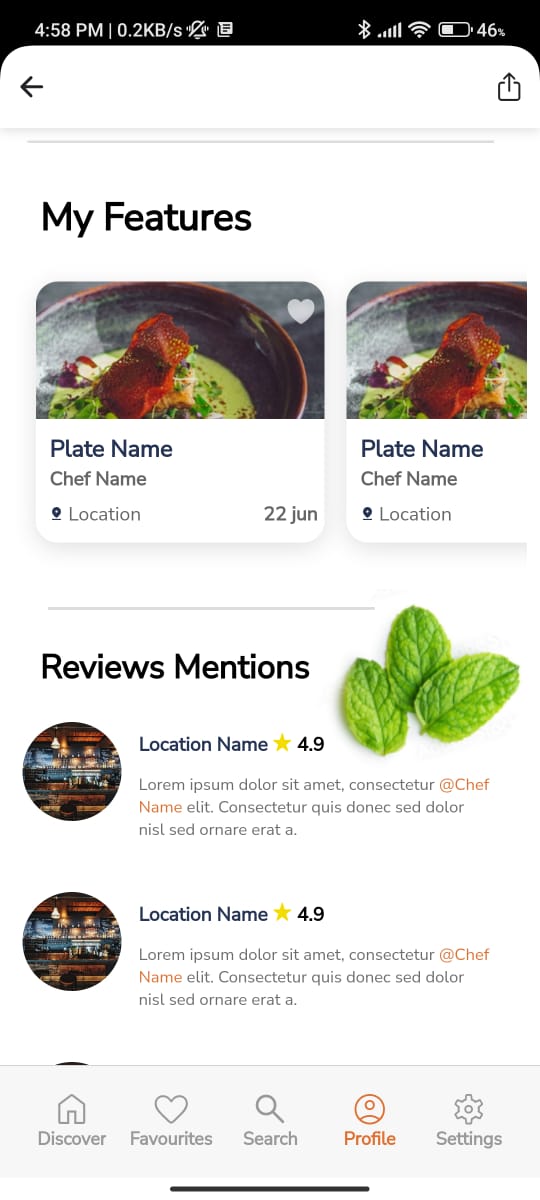 4:58 PM | 0.2KB/s
46%
My Features
Plate Name
Plate Name
Chef Name
Chef Name
Location 22 jun
Location
Reviews Mentions
Location Name ★ 4.9
Lorem ipsum dolor sit amet, consectetur @Chef
Name elit. Consectetur quis donec sed dolor
nisl sed ornare erat a.
Location Name ★ 4.9
Lorem ipsum dolor sit amet, consectetur @Chef
Name elit. Consectetur quis donec sed dolor
nisl sed ornare erat a.
Discover Favourites Search Profile Settings